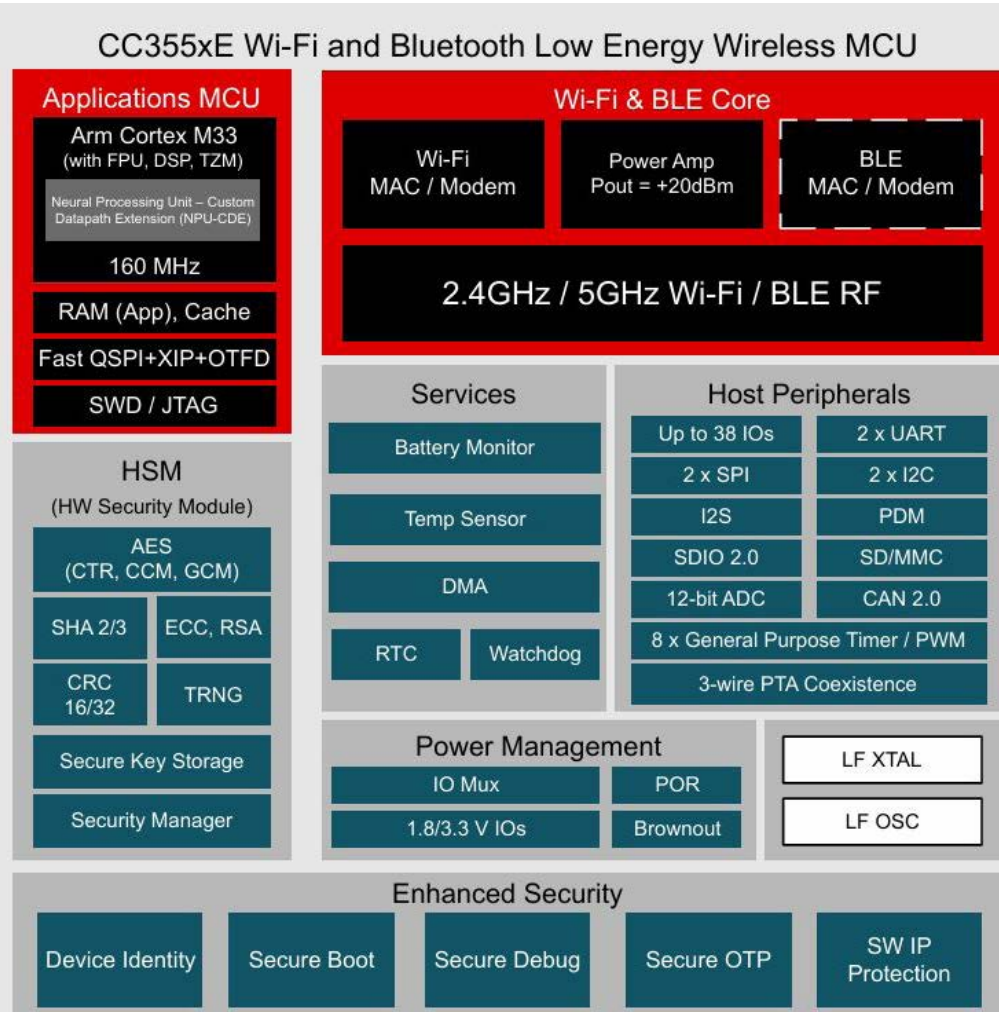 CC355xE Wi-Fi and Bluetooth Low Energy Wireless MCU
Applications MCU
Arm Cortex M33
(with FPU, DSP, TZM)
Neural Processing Unit – Custom
Datapath Extension (NPU-CDE)
160 MHz
RAM (App), Cache
Fast QSPI+XIP+OTFD
SWD / JTAG
Wi-Fi & BLE Core
Wi-Fi
MAC / Modem
Power Amp
Pout = +20dBm
BLE
MAC / Modem
2.4GHz / 5GHz Wi-Fi / BLE RF
HSM
(HW Security Module)
AES
(CTR, CCM, GCM)
SHA 2/3
ECC, RSA
CRC
16/32
TRNG
Secure Key Storage
Security Manager
Services
Battery Monitor
Temp Sensor
DMA
RTC
Watchdog
Host Peripherals
Up to 38 IOs
2 x UART
2 x SPI
2 x I2C
I2S
PDM
SDIO 2.0
SD/MMC
12-bit ADC
CAN 2.0
8 x General Purpose Timer / PWM
3-wire PTA Coexistence
Power Management
IO Mux
POR
1.8/3.3 V IOs
Brownout
LF XTAL
LF OSC
Enhanced Security
Device Identity
Secure Boot
Secure Debug
Secure OTP
SW IP
Protection